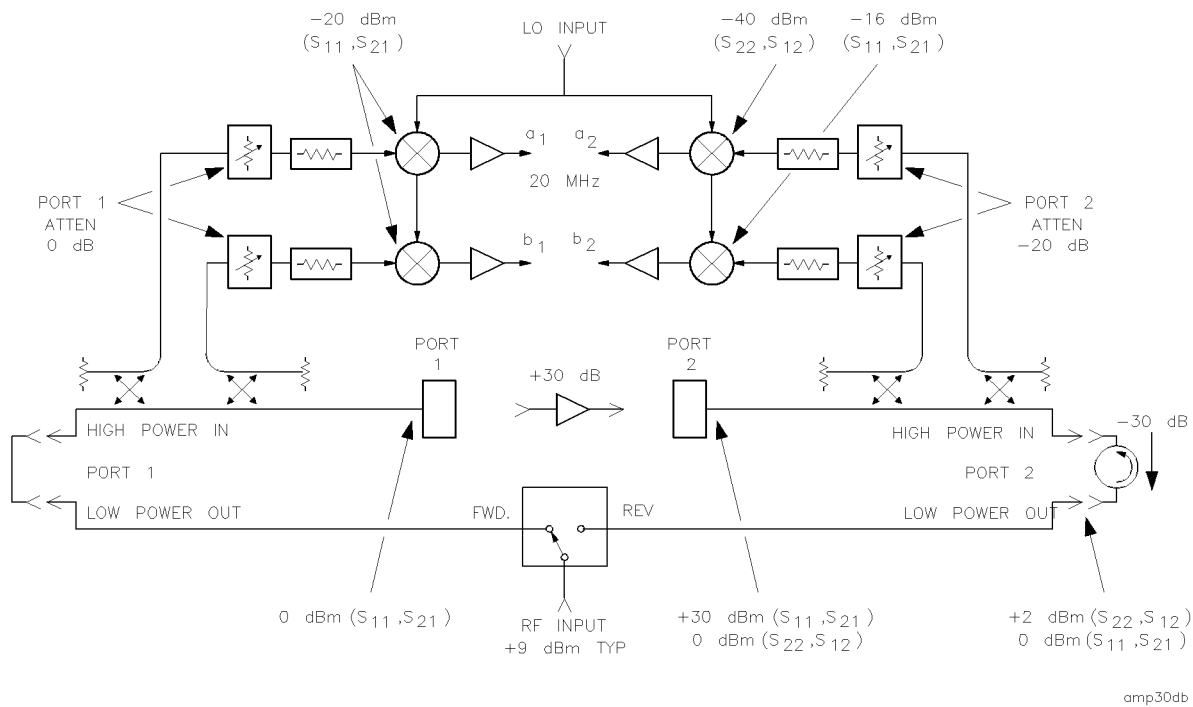 -20 dBm
(S11,S21)
LO INPUT
-40 dBm
(S22,S12)
-16 dBm
(S11,S21)
a1
a2
20 MHz
PORT 1
ATTEN
0 dB
PORT 2
ATTEN
-20 dB
b1
b2
PORT
1
+30 dB
PORT
2
HIGH POWER IN
HIGH POWER IN
-30 dB
PORT 1
PORT 2
LOW POWER OUT
FWD.
REV
LOW POWER OUT
0 dBm (S11,S21)
RF INPUT
+9 dBm TYP
+30 dBm (S11,S21)
0 dBm (S22,S12)
+2 dBm (S22,S12)
0 dBm (S11,S21)
amp30db